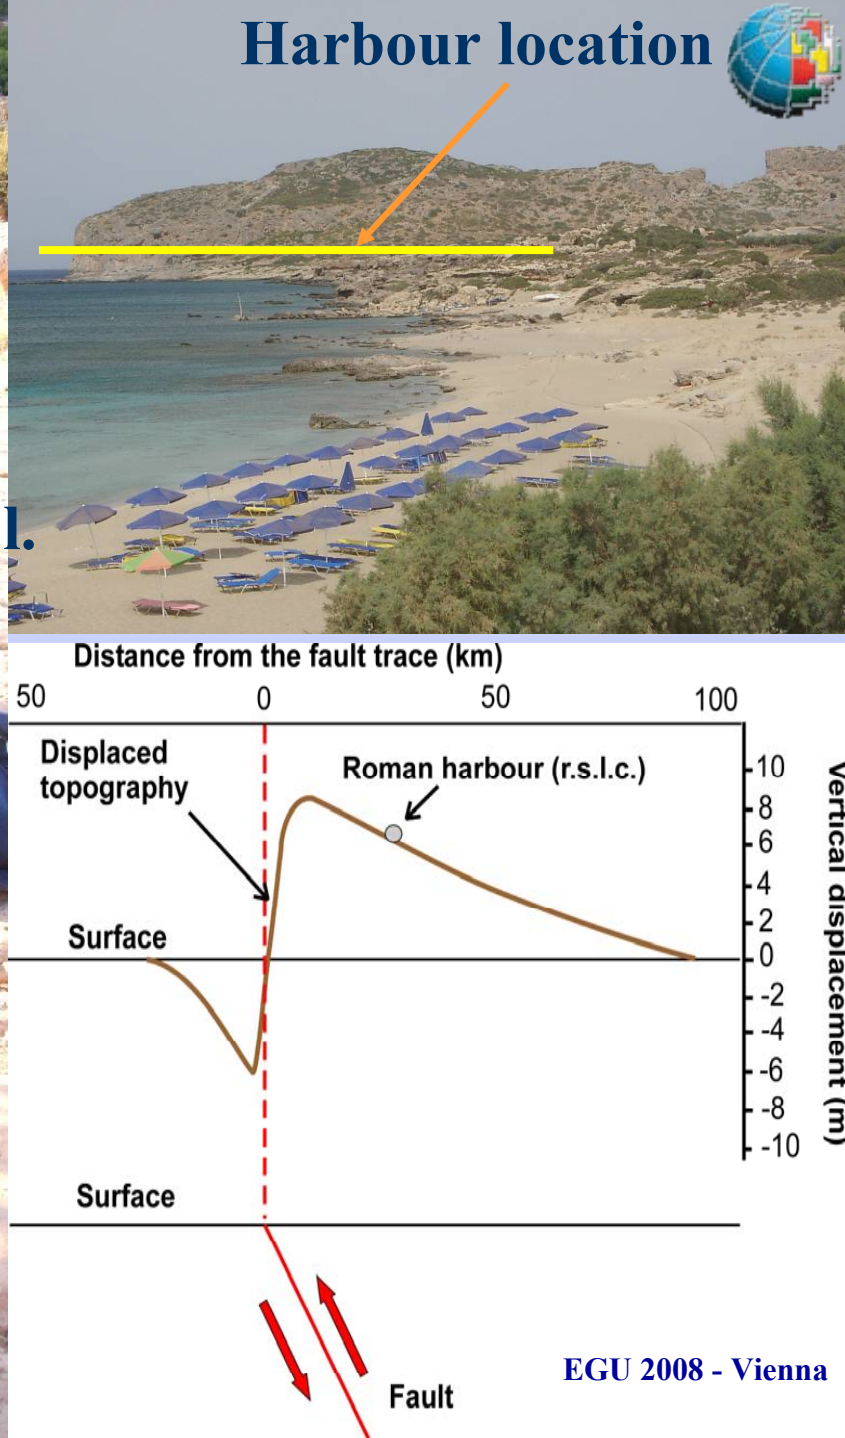 Harbour location
l.
Distance from the fault trace (km)
50 0 50 100
Displaced
topography
Roman harbour (r.s.l.c.)
10
8
6
4
2
0
-2
-4
-6
-8
-10
Vertical displacement (m)
Surface
Surface
Fault
EGU 2008 - Vienna